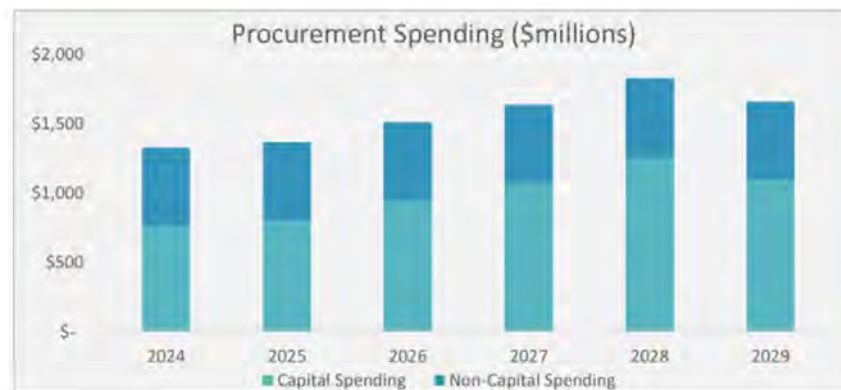 Procurement Spending ($millions)
$2,000
$1,500
$1,000
$500
$-
2024 2025 2026 2027 2028 2029
Capital Spending Non-Capital Spending